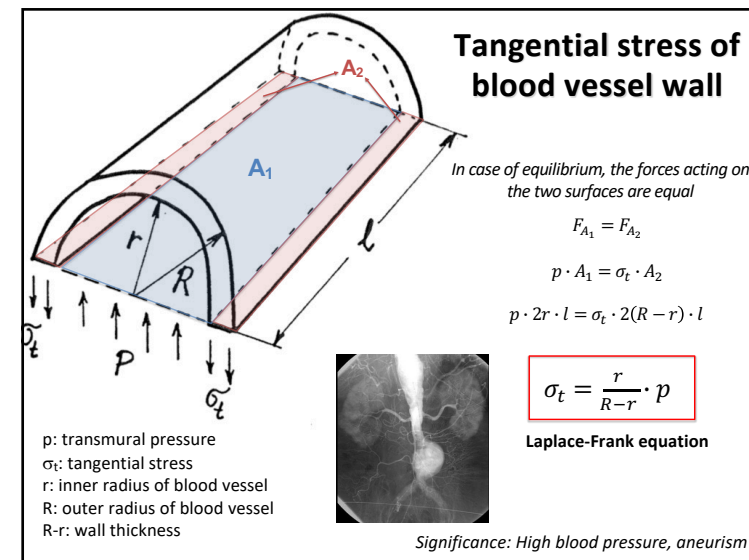 Tangential stress of
blood vessel wall
A₂
A₁
In case of equilibrium, the forces acting on
the two surfaces are equal
F_{A₁} = F_{A₂}
p · A₁ = σₜ · A₂
p · 2r · l = σₜ · 2(R − r) · l
σₜ = r/(R−r) · p
Laplace-Frank equation
r
R
l
σt
P
σt
p: transmural pressure
σₜ: tangential stress
r: inner radius of blood vessel
R: outer radius of blood vessel
R-r: wall thickness
Significance: High blood pressure, aneurism